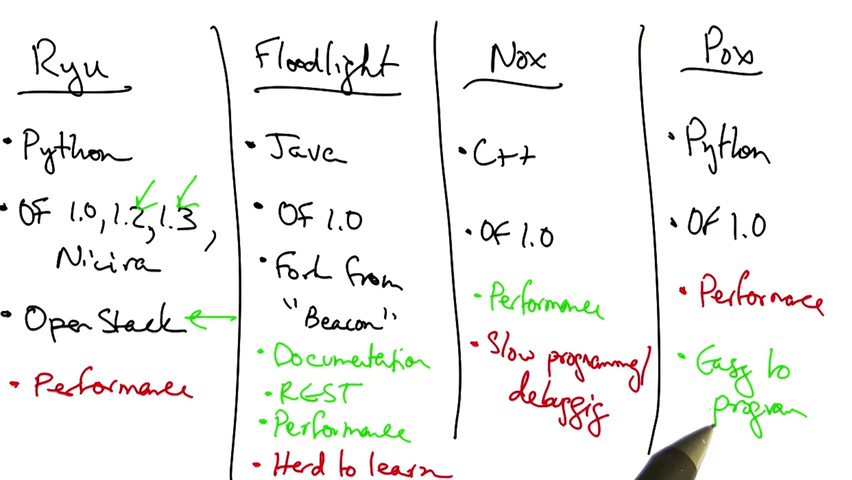 Ryu
• Python
• OF 1.0, 1.2, 1.3,
Nicira
• OpenStack
• Performance
Floodlight
• Java
• OF 1.0
• Fork from
"Beacon"
• Documentation
• REST
• Performance
• Hard to learn
Nox
• C++
• OF 1.0
• Performance
• Slow programming/
debuggig
Pox
• Python
• OF 1.0
• Performace
• Easy to
program